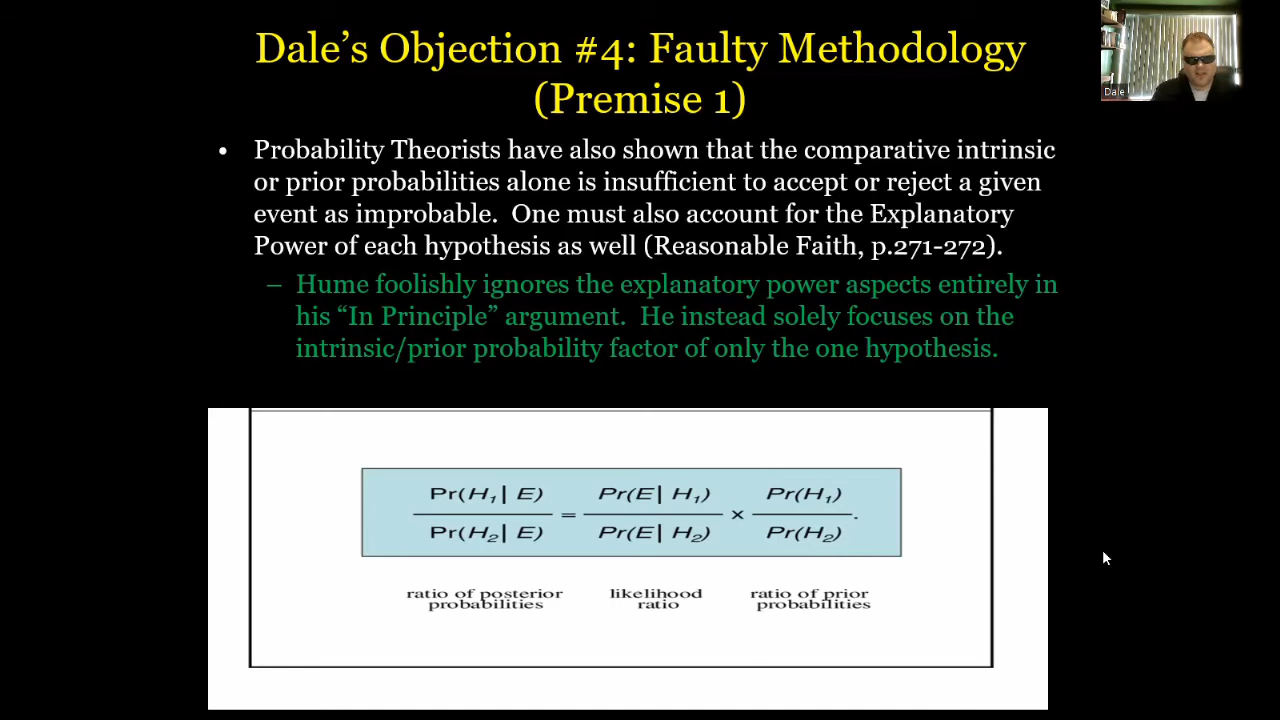 Dale's Objection #4: Faulty Methodology
(Premise 1)
Dale
• Probability Theorists have also shown that the comparative intrinsic
or prior probabilities alone is insufficient to accept or reject a given
event as improbable. One must also account for the Explanatory
Power of each hypothesis as well (Reasonable Faith, p.271-272).
– Hume foolishly ignores the explanatory power aspects entirely in
his “In Principle” argument. He instead solely focuses on the
intrinsic/prior probability factor of only the one hypothesis.
Pr(H₁| E) Pr(E| H₁) Pr(H₁)
= × .
Pr(H₂| E) Pr(E| H₂) Pr(H₂)
ratio of posterior likelihood ratio of prior
probabilities ratio probabilities